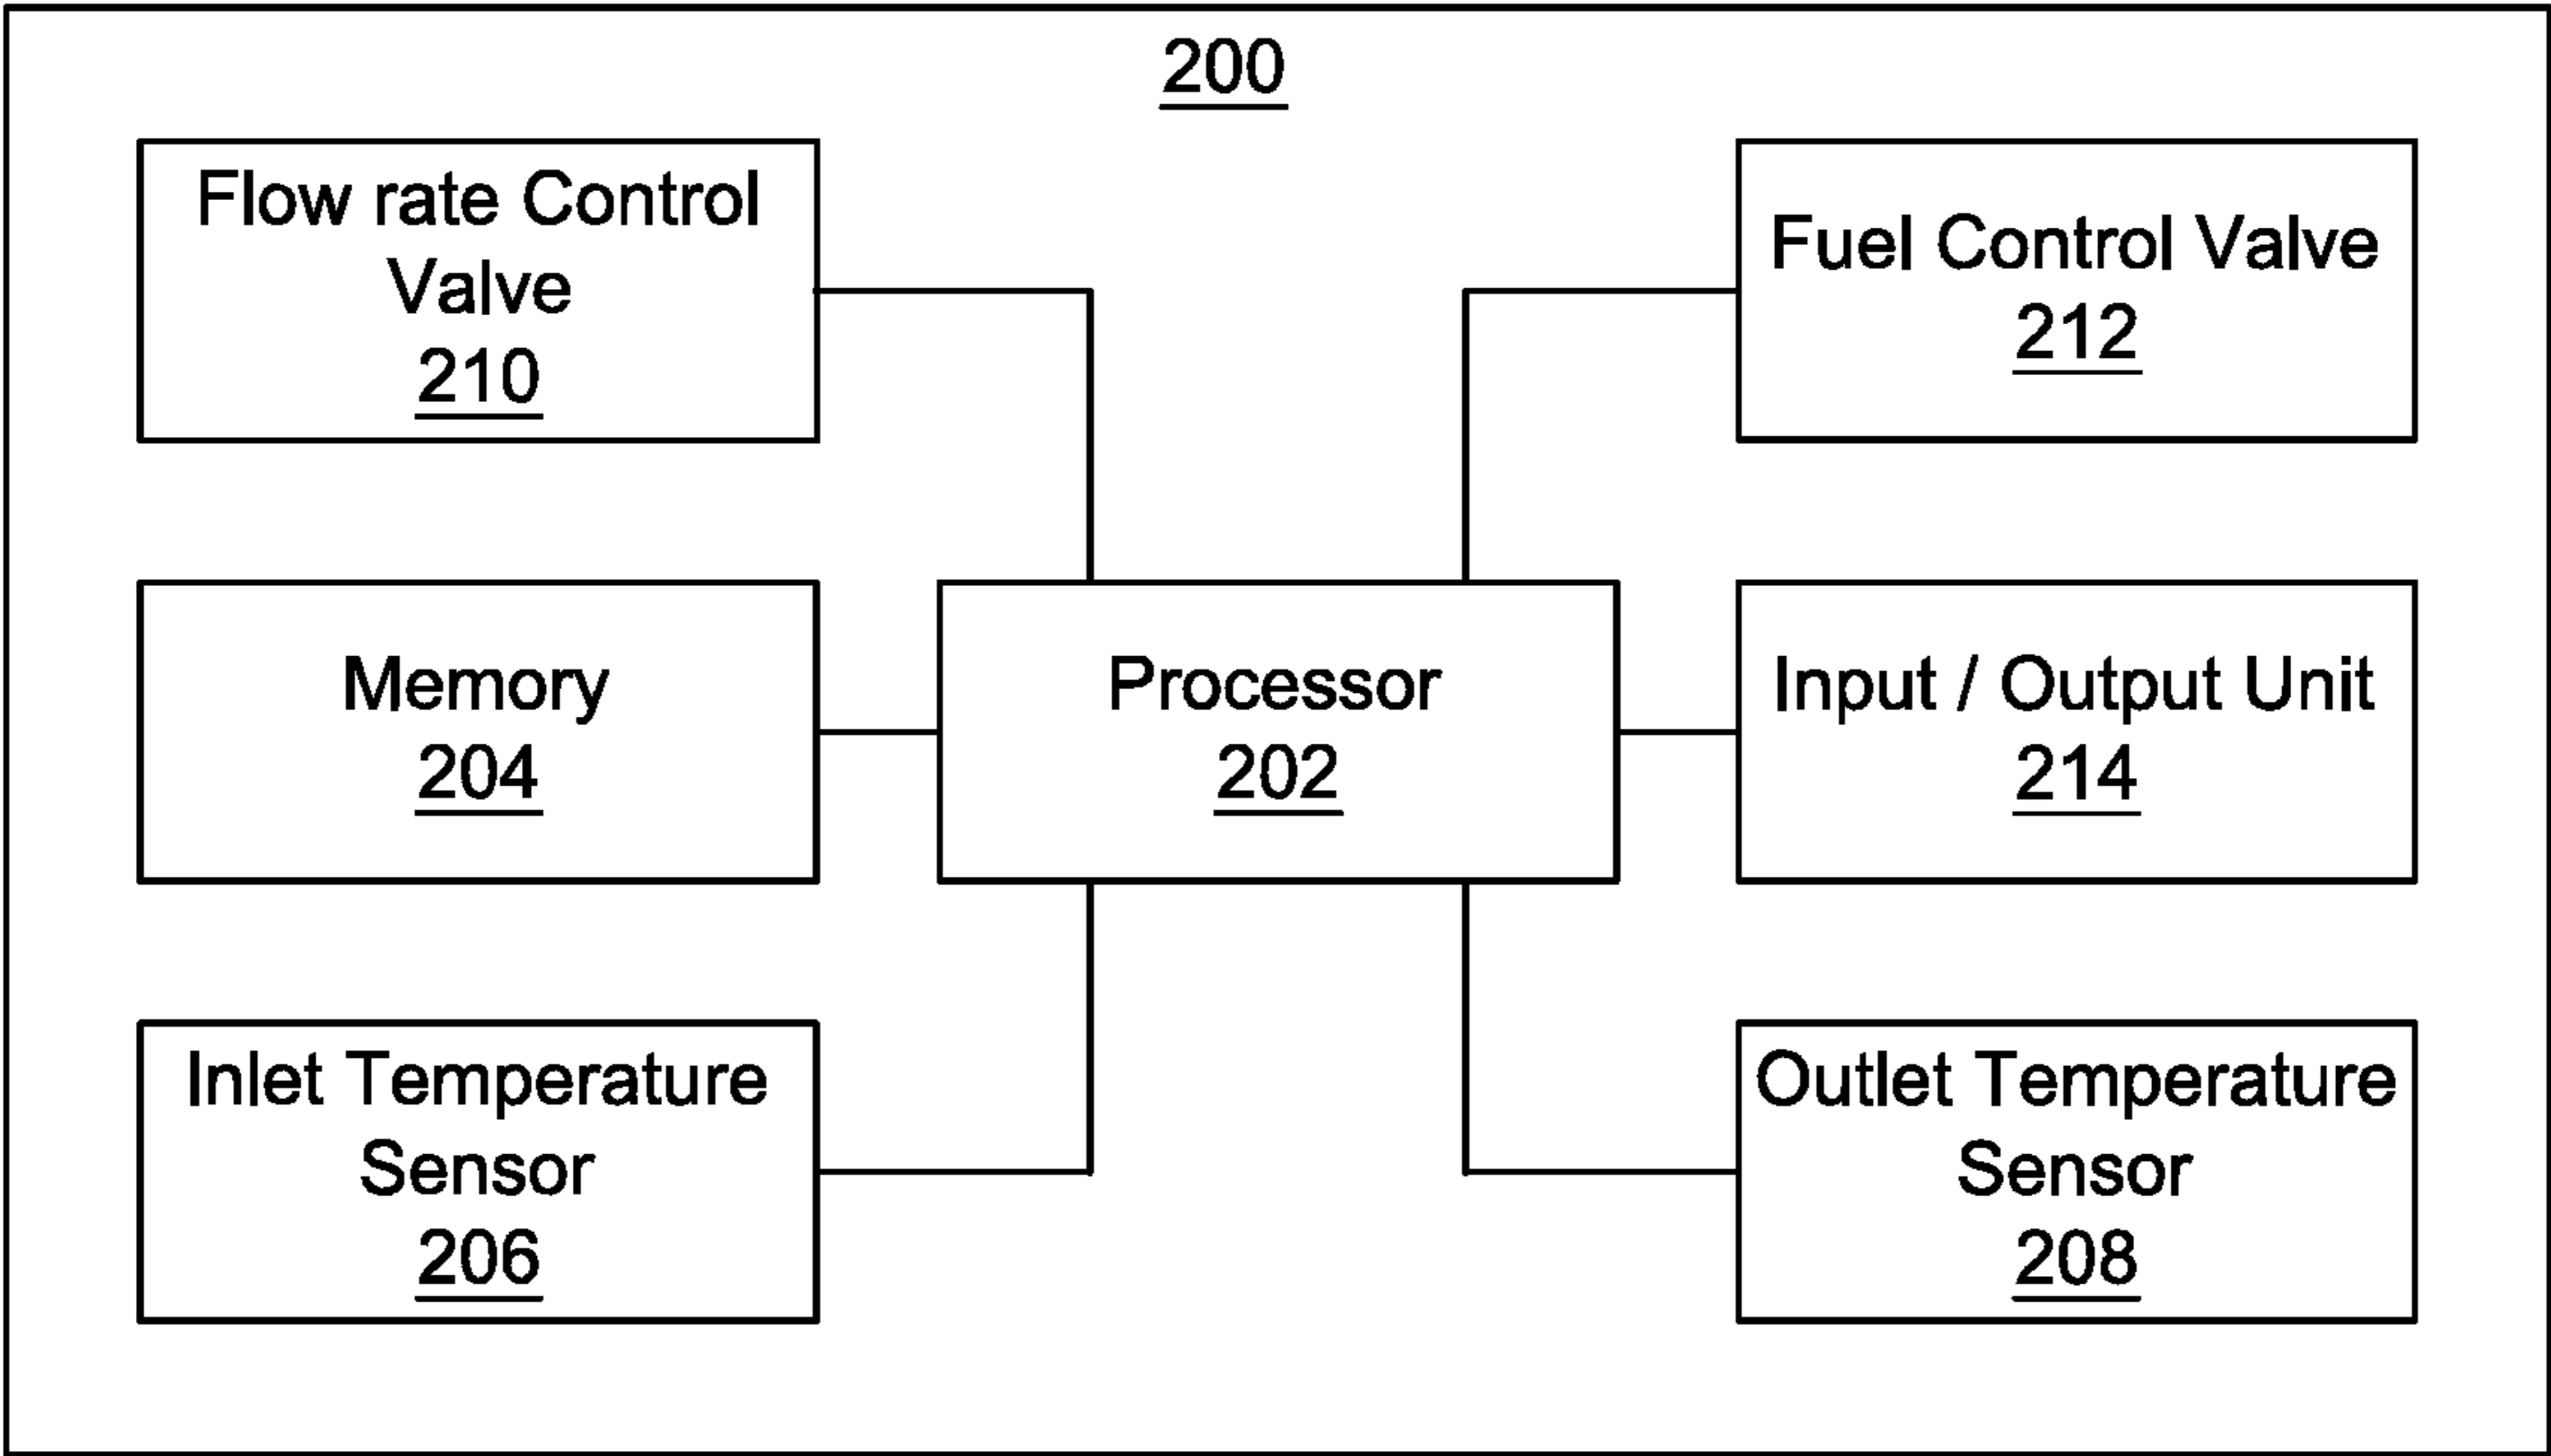 200
Flow rate Control
Valve
210
Fuel Control Valve
212
Memory
204
Processor
202
Input / Output Unit
214
Inlet Temperature
Sensor
206
Outlet Temperature
Sensor
208